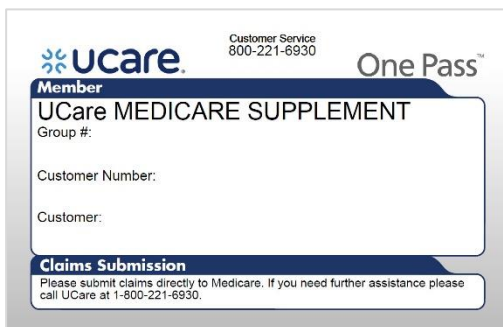 ucare.
Customer Service
800-221-6930
One Pass™
Member
UCare MEDICARE SUPPLEMENT
Group #:
Customer Number:
Customer:
Claims Submission
Please submit claims directly to Medicare. If you need further assistance please
call UCare at 1-800-221-6930.